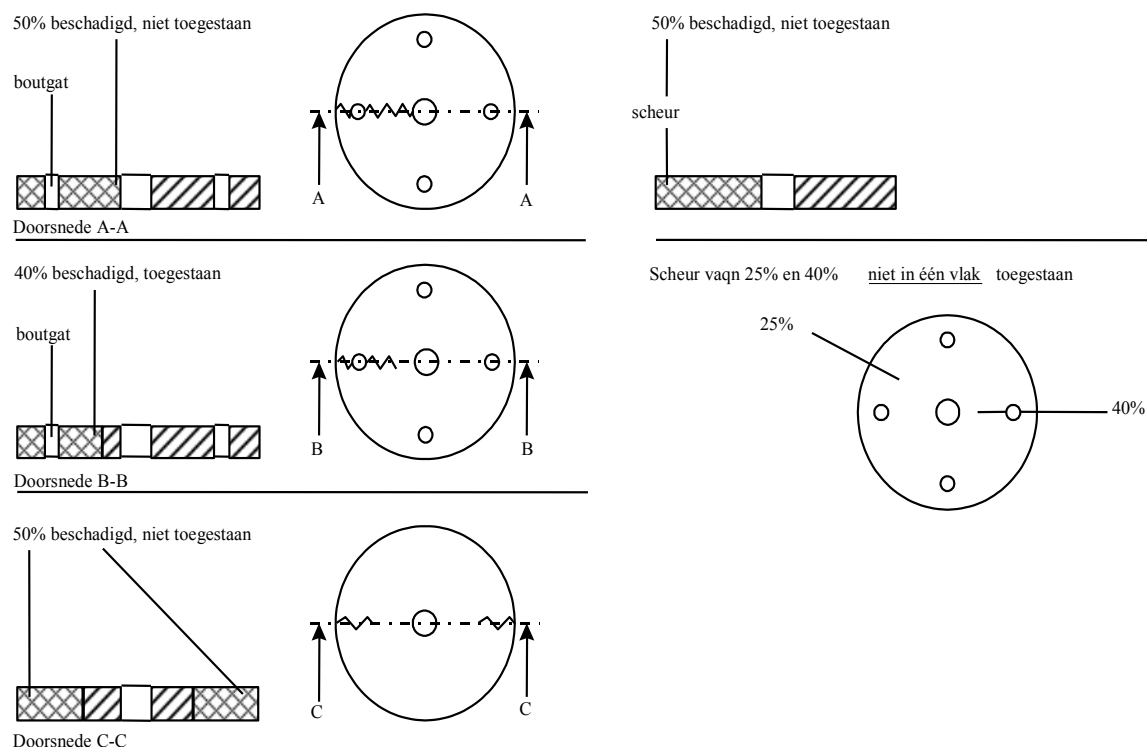 50% beschadigd, niet toegestaan
boutgat
A
A
Doorsnede A-A
40% beschadigd, toegestaan
boutgat
B
B
Doorsnede B-B
50% beschadigd, niet toegestaan
C
C
Doorsnede C-C
50% beschadigd, niet toegestaan
scheur
Scheur vaqn 25% en 40% niet in één vlak toegestaan
25%
40%